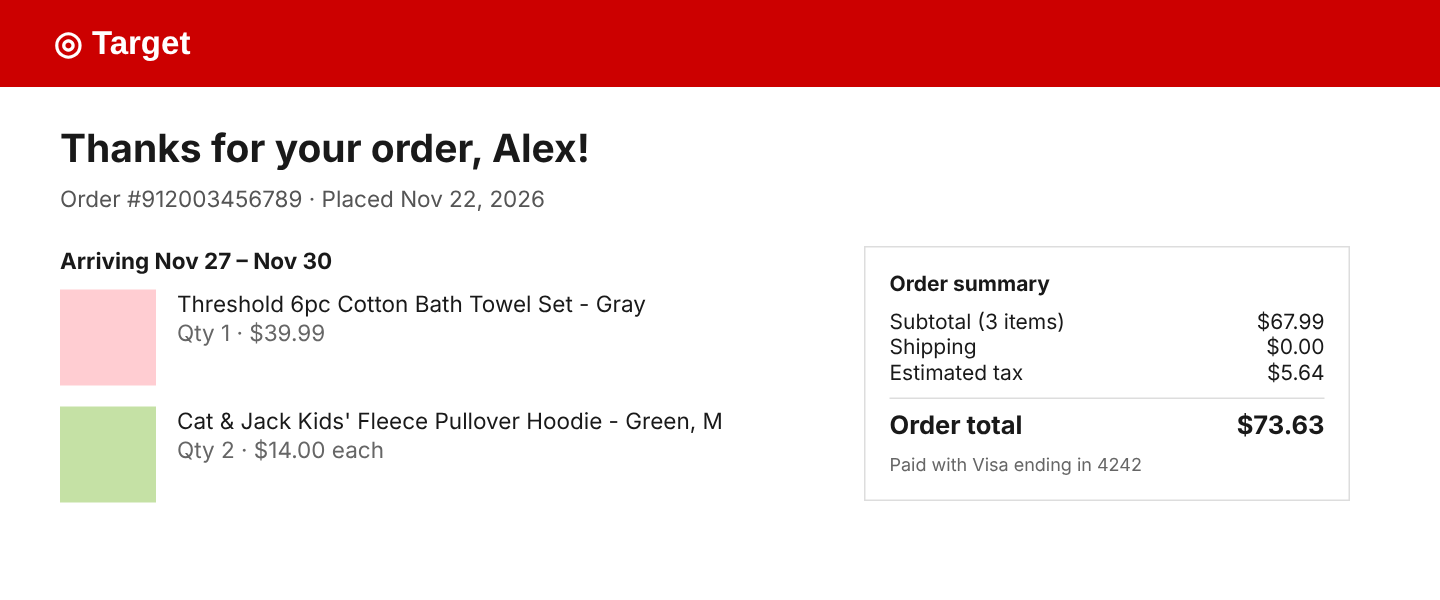 ◎ Target
Thanks for your order, Alex!
Order #912003456789 · Placed Nov 22, 2026
Arriving Nov 27 – Nov 30
Threshold 6pc Cotton Bath Towel Set - Gray
Qty 1 · $39.99
Cat & Jack Kids' Fleece Pullover Hoodie - Green, M
Qty 2 · $14.00 each
Order summary
Subtotal (3 items) $67.99
Shipping $0.00
Estimated tax $5.64
Order total $73.63
Paid with Visa ending in 4242